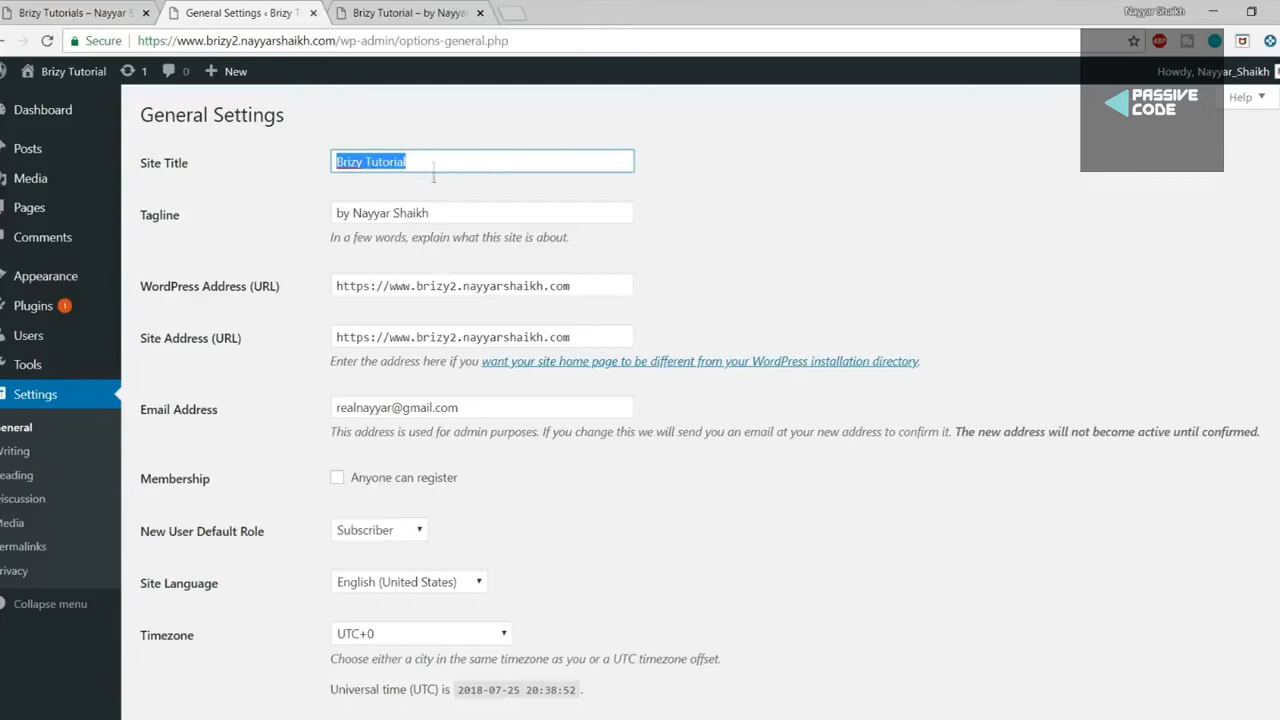 Brizy Tutorials – Nayyar S
General Settings ‹ Brizy T
Brizy Tutorial – by Nayya
Nayyar Shaikh
Secure
https://www.brizy2.nayyarshaikh.com/wp-admin/options-general.php
Brizy Tutorial
1
0
New
Howdy, Nayyar_Shaikh
PASSIVE
CODE
Help
Dashboard
Posts
Media
Pages
Comments
Appearance
Plugins 1
Users
Tools
Settings
General
Writing
Reading
Discussion
Media
Permalinks
Privacy
Collapse menu
General Settings
Site Title
Brizy Tutorial
Tagline
by Nayyar Shaikh
In a few words, explain what this site is about.
WordPress Address (URL)
https://www.brizy2.nayyarshaikh.com
Site Address (URL)
https://www.brizy2.nayyarshaikh.com
Enter the address here if you want your site home page to be different from your WordPress installation directory.
Email Address
realnayyar@gmail.com
This address is used for admin purposes. If you change this we will send you an email at your new address to confirm it. The new address will not become active until confirmed.
Membership
Anyone can register
New User Default Role
Subscriber
Site Language
English (United States)
Timezone
UTC+0
Choose either a city in the same timezone as you or a UTC timezone offset.
Universal time (UTC) is 2018-07-25 20:38:52 .